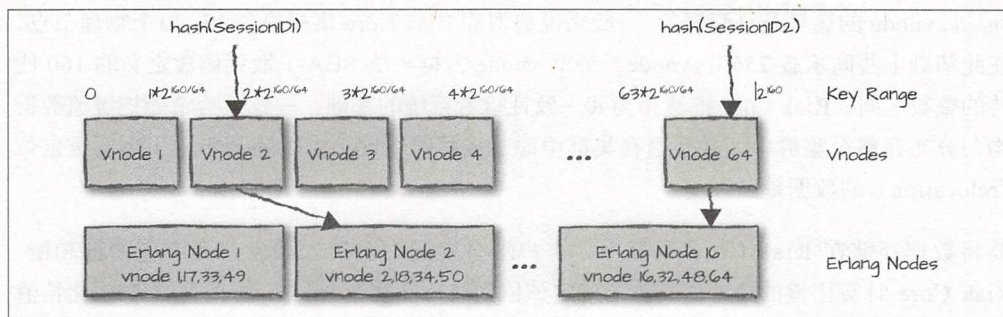 hash(SessionID1)
hash(SessionID2)
0 1*2^160/64 2*2^160/64 3*2^160/64 4*2^160/64 63*2^160/64 2^160 Key Range
Vnode 1 Vnode 2 Vnode 3 Vnode 4 ... Vnode 64 Vnodes
Erlang Node 1 Erlang Node 2 ... Erlang Node 16 Erlang Nodes
vnode 1,17,33,49 vnode 2,18,34,50 vnode 16,32,48,64